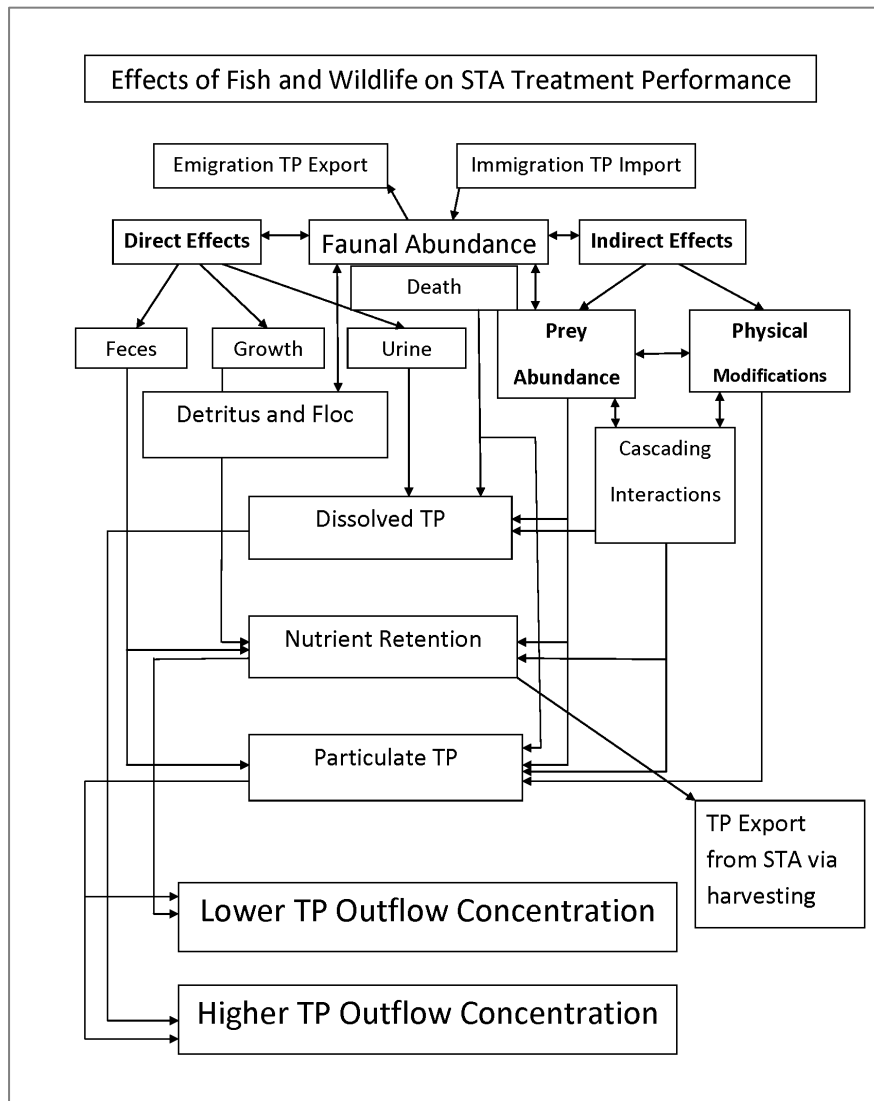 Effects of Fish and Wildlife on STA Treatment Performance
Emigration TP Export
Immigration TP Import
Direct Effects
Faunal Abundance
Indirect Effects
Death
Feces
Growth
Urine
Prey
Abundance
Physical
Modifications
Detritus and Floc
Cascading
Interactions
Dissolved TP
Nutrient Retention
Particulate TP
TP Export
from STA via
harvesting
Lower TP Outflow Concentration
Higher TP Outflow Concentration